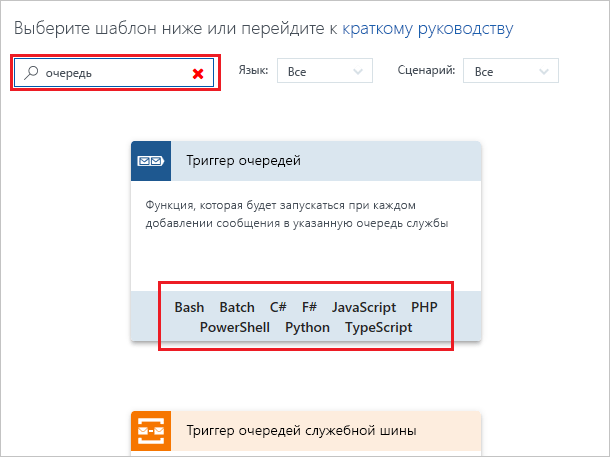 Выберите шаблон ниже или перейдите к краткому руководству
очередь
Язык: Все
Сценарий: Все
Триггер очередей
Функция, которая будет запускаться при каждом
добавлении сообщения в указанную очередь службы
Bash Batch C# F# JavaScript PHP
PowerShell Python TypeScript
Триггер очередей служебной шины